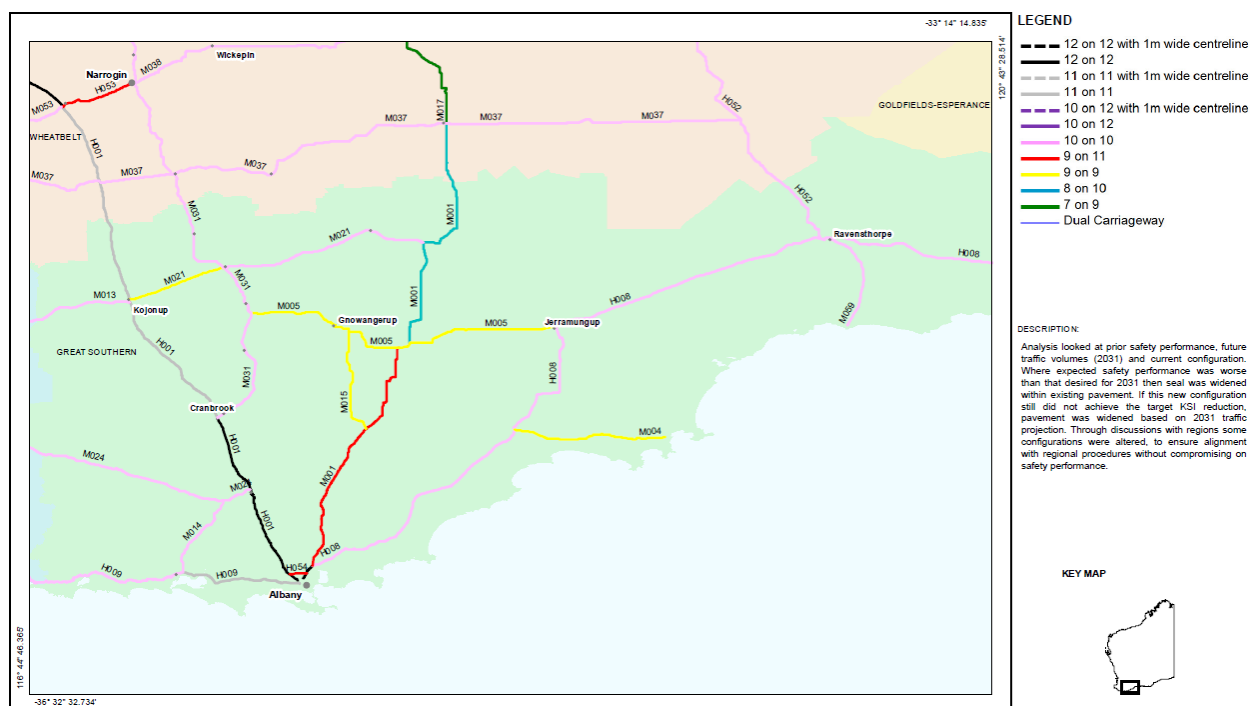 -33° 14' 14.835'
120° 43' 28.514'
Wickepin
Narrogin
M038
H053
M053
M017
H052
GOLDFIELDS-ESPERANCE
WHEATBELT
H001
M037
M037
M037
M037
M037
M037
H052
M031
M001
M021
Ravensthorpe
H008
M021
M031
M001
M013
Kojonup
H008
M059
M005
Gnowangerup
M005
Jerramungup
GREAT SOUTHERN
H001
M005
M031
H008
M015
Cranbrook
H001
M004
M024
M001
H001
M014
H008
H054
H009
H009
Albany
116° 44' 46.365'
-36° 32' 32.734'
LEGEND
12 on 12 with 1m wide centreline
12 on 12
11 on 11 with 1m wide centreline
11 on 11
10 on 12 with 1m wide centreline
10 on 12
10 on 10
9 on 11
9 on 9
8 on 10
7 on 9
Dual Carriageway
DESCRIPTION:
Analysis looked at prior safety performance, future
traffic volumes (2031) and current configuration.
Where expected safety performance was worse
than that desired for 2031 then seal was widened
within existing pavement. If this new configuration
still did not achieve the target KSI reduction,
pavement was widened based on 2031 traffic
projection. Through discussions with regions some
configurations were altered, to ensure alignment
with regional procedures without compromising on
safety performance.
KEY MAP